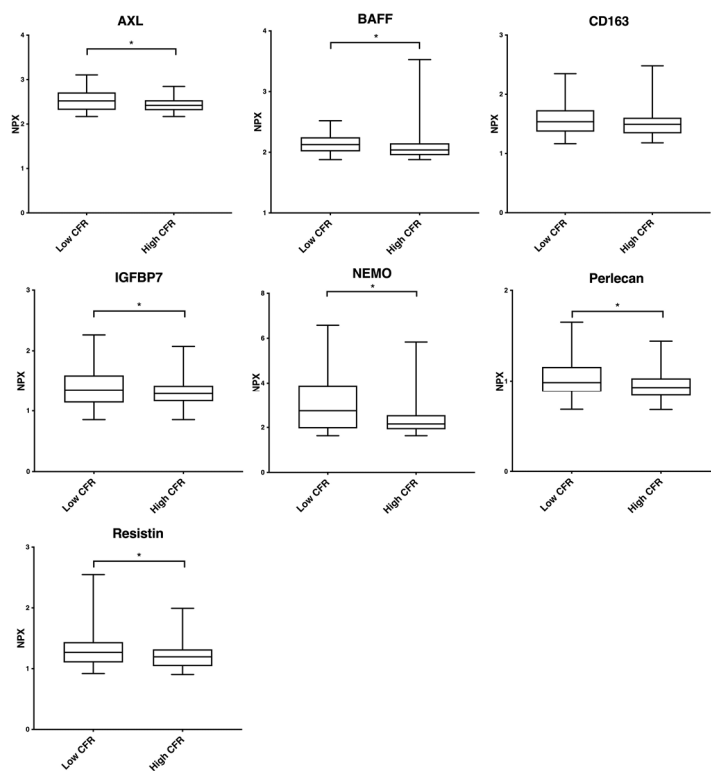 AXL
4
*
3
NPX
2
1
0
Low CFR
High CFR
BAFF
4
*
3
NPX
2
1
Low CFR
High CFR
CD163
3
2
NPX
1
0
Low CFR
High CFR
IGFBP7
3
*
2
NPX
1
0
Low CFR
High CFR
NEMO
8
*
6
NPX
4
2
0
Low CFR
High CFR
Perlecan
2
*
NPX
1
0
Low CFR
High CFR
Resistin
3
*
2
NPX
1
0
Low CFR
High CFR